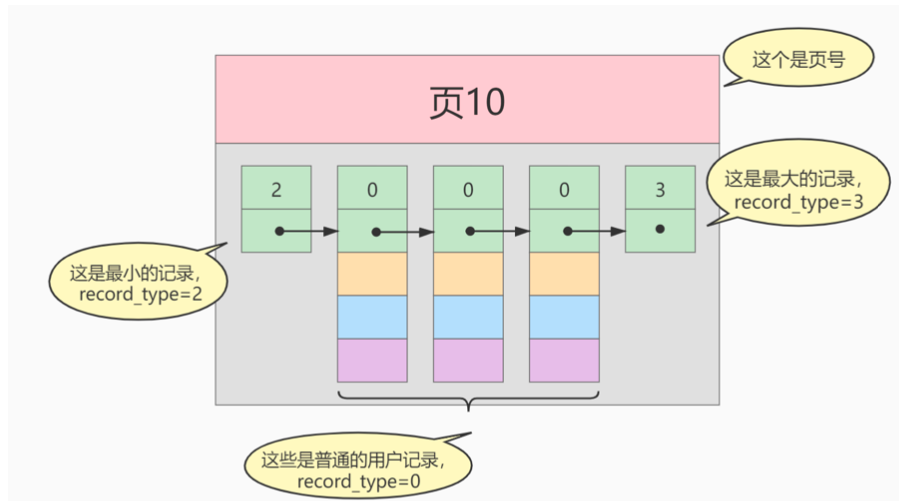 这个是页号
页10
2 0 0 0 3
这是最大的记录，
record_type=3
这是最小的记录，
record_type=2
这些是普通的用户记录，
record_type=0